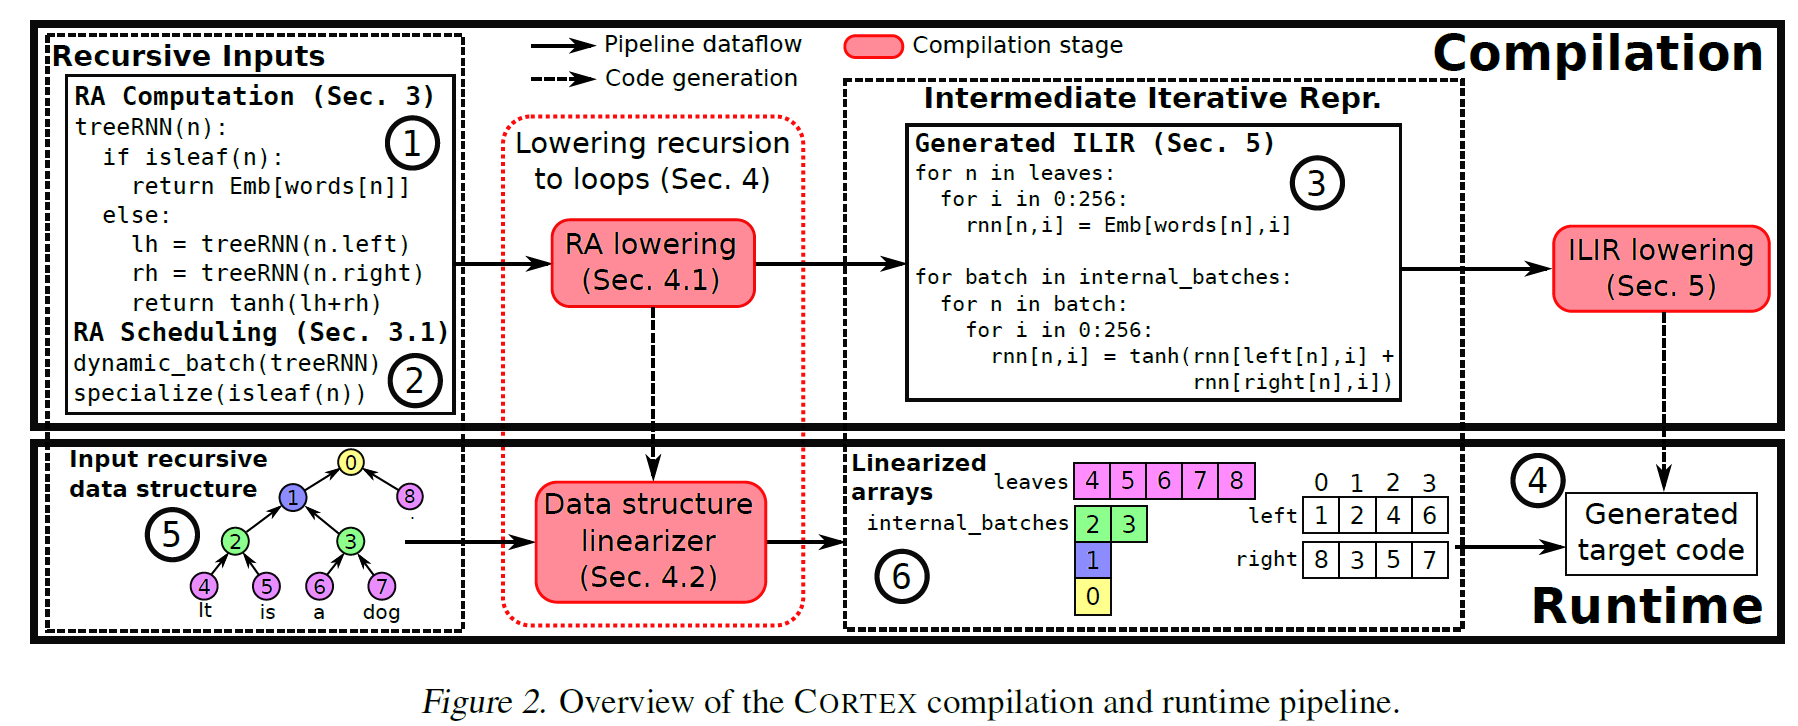 Recursive Inputs
RA Computation (Sec. 3)
treeRNN(n):
if isleaf(n):
return Emb[words[n]]
else:
lh = treeRNN(n.left)
rh = treeRNN(n.right)
return tanh(lh+rh)
1
RA Scheduling (Sec. 3.1)
dynamic_batch(treeRNN)
specialize(isleaf(n))
2
Pipeline dataflow
Code generation
Compilation stage
Compilation
Lowering recursion
to loops (Sec. 4)
RA lowering
(Sec. 4.1)
Intermediate Iterative Repr.
Generated ILIR (Sec. 5)
for n in leaves:
for i in 0:256:
rnn[n,i] = Emb[words[n],i]
3
for batch in internal_batches:
for n in batch:
for i in 0:256:
rnn[n,i] = tanh(rnn[left[n],i] +
rnn[right[n],i])
ILIR lowering
(Sec. 5)
Input recursive
data structure
5
0
1
8
.
2
3
4
5
6
7
It
is
a
dog
Data structure
linearizer
(Sec. 4.2)
Linearized
arrays
leaves 4 5 6 7 8
internal_batches 2 3
1
0
6
0 1 2 3
left 1 2 4 6
right 8 3 5 7
4
Generated
target code
Runtime
Figure 2. Overview of the CORTEX compilation and runtime pipeline.